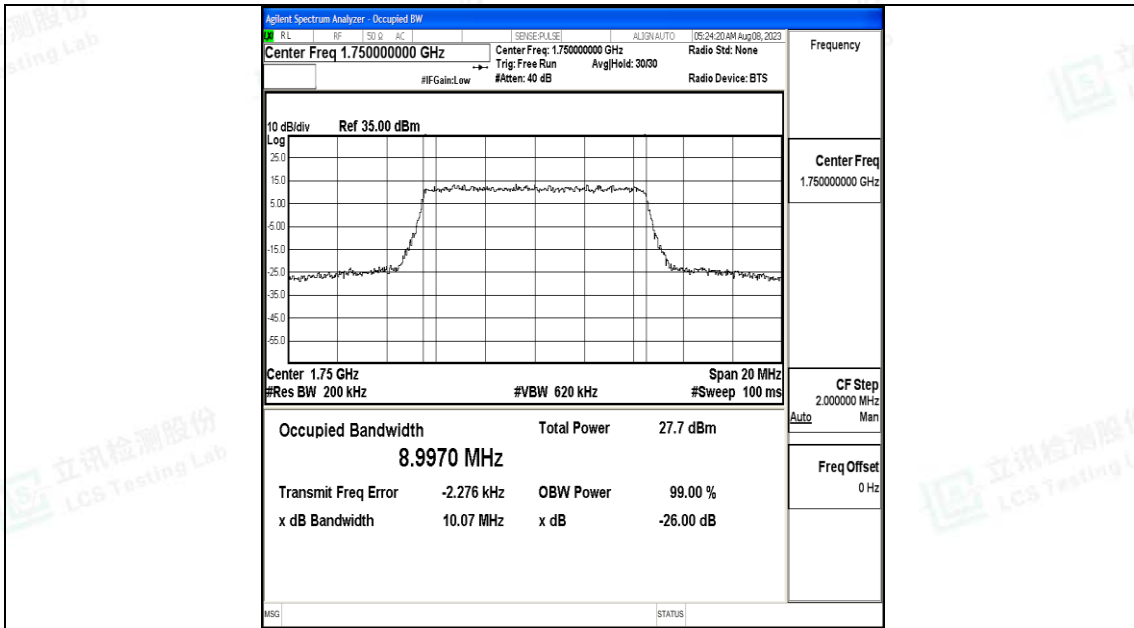 Agilent Spectrum Analyzer - Occupied BW
RL RF 50 Ω AC SENSE:PULSE ALIGN AUTO 05:24:20 AM Aug 08, 2023
Center Freq 1.750000000 GHz
Center Freq: 1.750000000 GHz
Radio Std: None
Trig: Free Run Avg|Hold: 30/30
#IFGain:Low
#Atten: 40 dB
Radio Device: BTS
Frequency
10 dB/div Ref 35.00 dBm
Log
25.0
15.0
5.00
-5.00
-15.0
-25.0
-35.0
-45.0
-55.0
Center Freq
1.750000000 GHz
Center 1.75 GHz Span 20 MHz
#Res BW 200 kHz #VBW 620 kHz #Sweep 100 ms
CF Step
2.000000 MHz
Auto Man
Occupied Bandwidth Total Power 27.7 dBm
8.9970 MHz
Transmit Freq Error -2.276 kHz OBW Power 99.00 %
x dB Bandwidth 10.07 MHz x dB -26.00 dB
Freq Offset
0 Hz
MSG STATUS
立讯检测股份
LCS Testing Lab